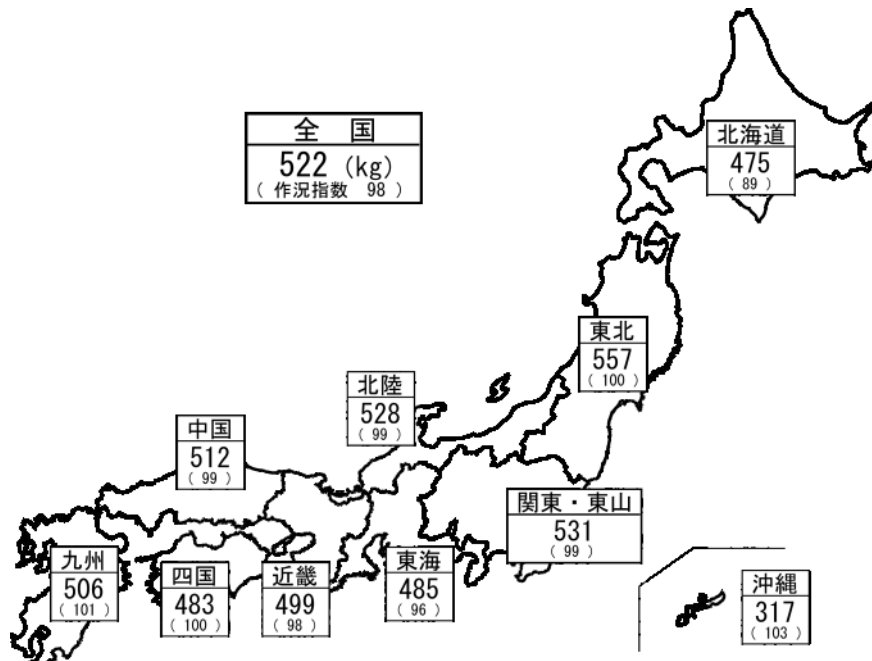 全　国
522 (kg)
( 作況指数　98 )
北海道
475
( 89 )
東北
557
( 100 )
北陸
528
( 99 )
中国
512
( 99 )
関東・東山
531
( 99 )
九州
506
( 101 )
四国
483
( 100 )
近畿
499
( 98 )
東海
485
( 96 )
沖縄
317
( 103 )